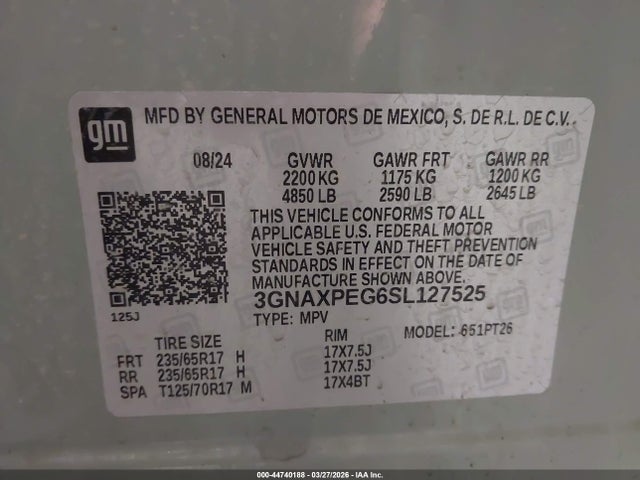 gm
MFD BY GENERAL MOTORS DE MEXICO, S. DE R.L. DE C.V.
08/24 GVWR GAWR FRT GAWR RR
2200 KG 1175 KG 1200 KG
4850 LB 2590 LB 2645 LB
THIS VEHICLE CONFORMS TO ALL
APPLICABLE U.S. FEDERAL MOTOR
VEHICLE SAFETY AND THEFT PREVENTION
STANDARDS IN EFFECT ON THE DATE OF
MANUFACTURE SHOWN ABOVE.
3GNAXPEG6SL127525
125J
TYPE: MPV MODEL: 651PT26
TIRE SIZE RIM
FRT 235/65R17 H 17X7.5J
RR 235/65R17 H 17X7.5J
SPA T125/70R17 M 17X4BT
000-44740188 - 03/27/2026 - IAA Inc.